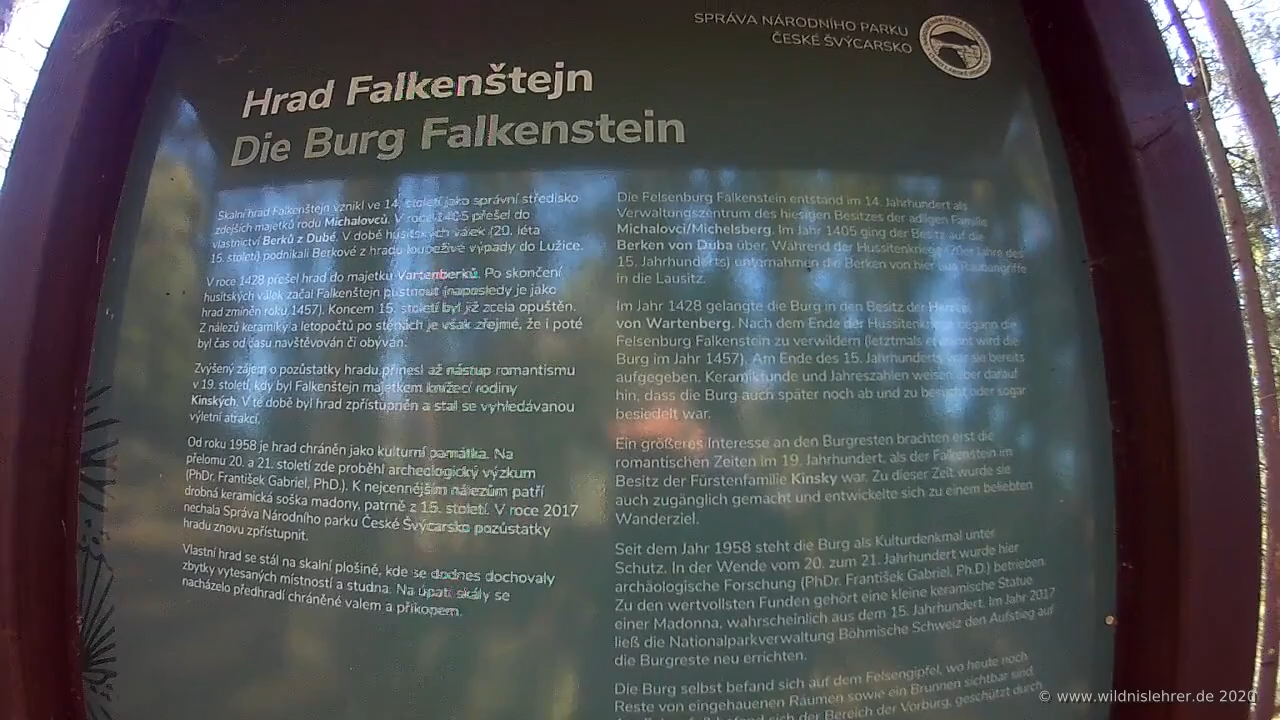 SPRÁVA NÁRODNÍHO PARKU
ČESKÉ ŠVÝCARSKO
Hrad Falkenštejn
Die Burg Falkenstein
Skalní hrad Falkenštejn vznikl ve 14. století jako správní středisko
zdejších majetků rodu Michalovců. V roce 1405 přešel do
vlastnictví Berků z Dubé. V době husitských válek (20. léta
15. století) podnikali Berkové z hradu loupeživé výpady do Lužice.
V roce 1428 přešel hrad do majetku Vartenberků. Po skončení
husitských válek začal Falkenštejn pustnout (naposledy je jako
hrad zmíněn roku 1457). Koncem 15. století byl již zcela opuštěn.
Z nálezů keramiky a letopočtů po stěnách je však zřejmé, že i poté
byl čas od času navštěvován či obýván.
Zvýšený zájem o pozůstatky hradu přinesl až nástup romantismu
v 19. století, kdy byl Falkenštejn majetkem knížecí rodiny
Kinských. V té době byl hrad zpřístupněn a stal se vyhledávanou
výletní atrakcí.
Od roku 1958 je hrad chráněn jako kulturní památka. Na
přelomu 20. a 21. století zde proběhl archeologický výzkum
(PhDr. František Gabriel, PhD.). K nejcennějším nálezům patří
drobná keramická soška madony, patrně z 15. století. V roce 2017
nechala Správa Národního parku České Švýcarsko pozůstatky
hradu znovu zpřístupnit.
Vlastní hrad se stál na skalní plošině, kde se dodnes dochovaly
zbytky vytesaných místností a studna. Na úpatí skály se
nacházelo předhradí chráněné valem a příkopem.
Die Felsenburg Falkenstein entstand im 14. Jahrhundert als
Verwaltungszentrum des hiesigen Besitzes der adligen Familie
Michalovci/Michelsberg. Im Jahr 1405 ging der Besitz auf die
Berken von Duba über. Während der Hussitenkriege (20er Jahre des
15. Jahrhunderts) unternahmen die Berken von hier aus Raubangriffe
in die Lausitz.
Im Jahr 1428 gelangte die Burg in den Besitz der Herren
von Wartenberg. Nach dem Ende der Hussitenkriege begann die
Felsenburg Falkenstein zu verwildern (letztmals erwähnt wird die
Burg im Jahr 1457). Am Ende des 15. Jahrhunderts war sie bereits
aufgegeben. Keramikfunde und Jahreszahlen weisen aber darauf
hin, dass die Burg auch später noch ab und zu besucht oder sogar
besiedelt war.
Ein größeres Interesse an den Burgresten brachten erst die
romantischen Zeiten im 19. Jahrhundert, als der Falkenstein im
Besitz der Fürstenfamilie Kinsky war. Zu dieser Zeit wurde sie
auch zugänglich gemacht und entwickelte sich zu einem beliebten
Wanderziel.
Seit dem Jahr 1958 steht die Burg als Kulturdenkmal unter
Schutz. In der Wende vom 20. zum 21. Jahrhundert wurde hier
archäologische Forschung (PhDr. František Gabriel, Ph.D.) betrieben.
Zu den wertvollsten Funden gehört eine kleine keramische Statue
einer Madonna, wahrscheinlich aus dem 15. Jahrhundert. Im Jahr 2017
ließ die Nationalparkverwaltung Böhmische Schweiz den Aufstieg auf
die Burgreste neu errichten.
Die Burg selbst befand sich auf dem Felsengipfel, wo heute noch
Reste von eingehauenen Räumen sowie ein Brunnen sichtbar sind.
befand sich der Bereich der Vorburg, geschützt durch
© www.wildnislehrer.de 2020